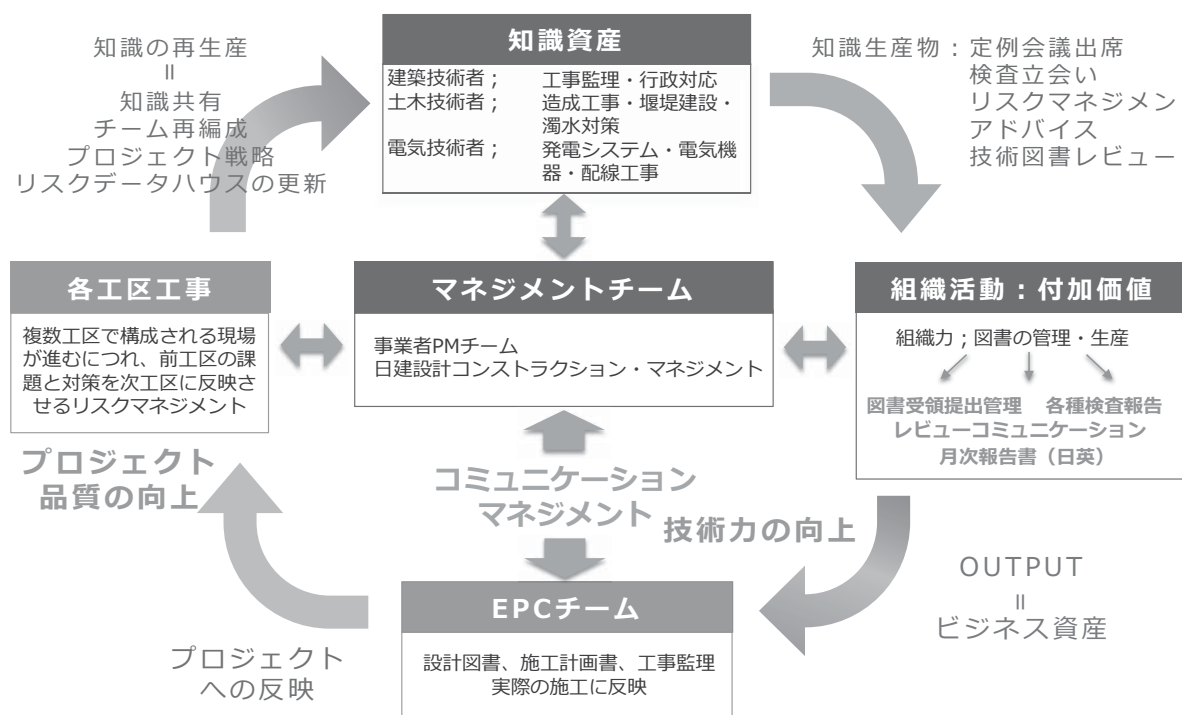 知識の再生産
=
知識共有
チーム再編成
プロジェクト戦略
リスクデータハウスの更新
知識資産
建築技術者； 工事監理・行政対応
土木技術者； 造成工事・堰堤建設・
濁水対策
電気技術者； 発電システム・電気機
器・配線工事
知識生産物：定例会議出席
検査立会い
リスクマネジメン
アドバイス
技術図書レビュー
各工区工事
複数工区で構成される現場
が進むにつれ、前工区の課
題と対策を次工区に反映さ
せるリスクマネジメント
マネジメントチーム
事業者PMチーム
日建設計コンストラクション・マネジメント
組織活動：付加価値
組織力；図書の管理・生産
図書受領提出管理 各種検査報告
レビューコミュニケーション
月次報告書（日英）
プロジェクト
品質の向上
コミュニケーション
マネジメント
技術力の向上
OUTPUT
=
ビジネス資産
EPCチーム
設計図書、施工計画書、工事監理
実際の施工に反映
プロジェクト
への反映